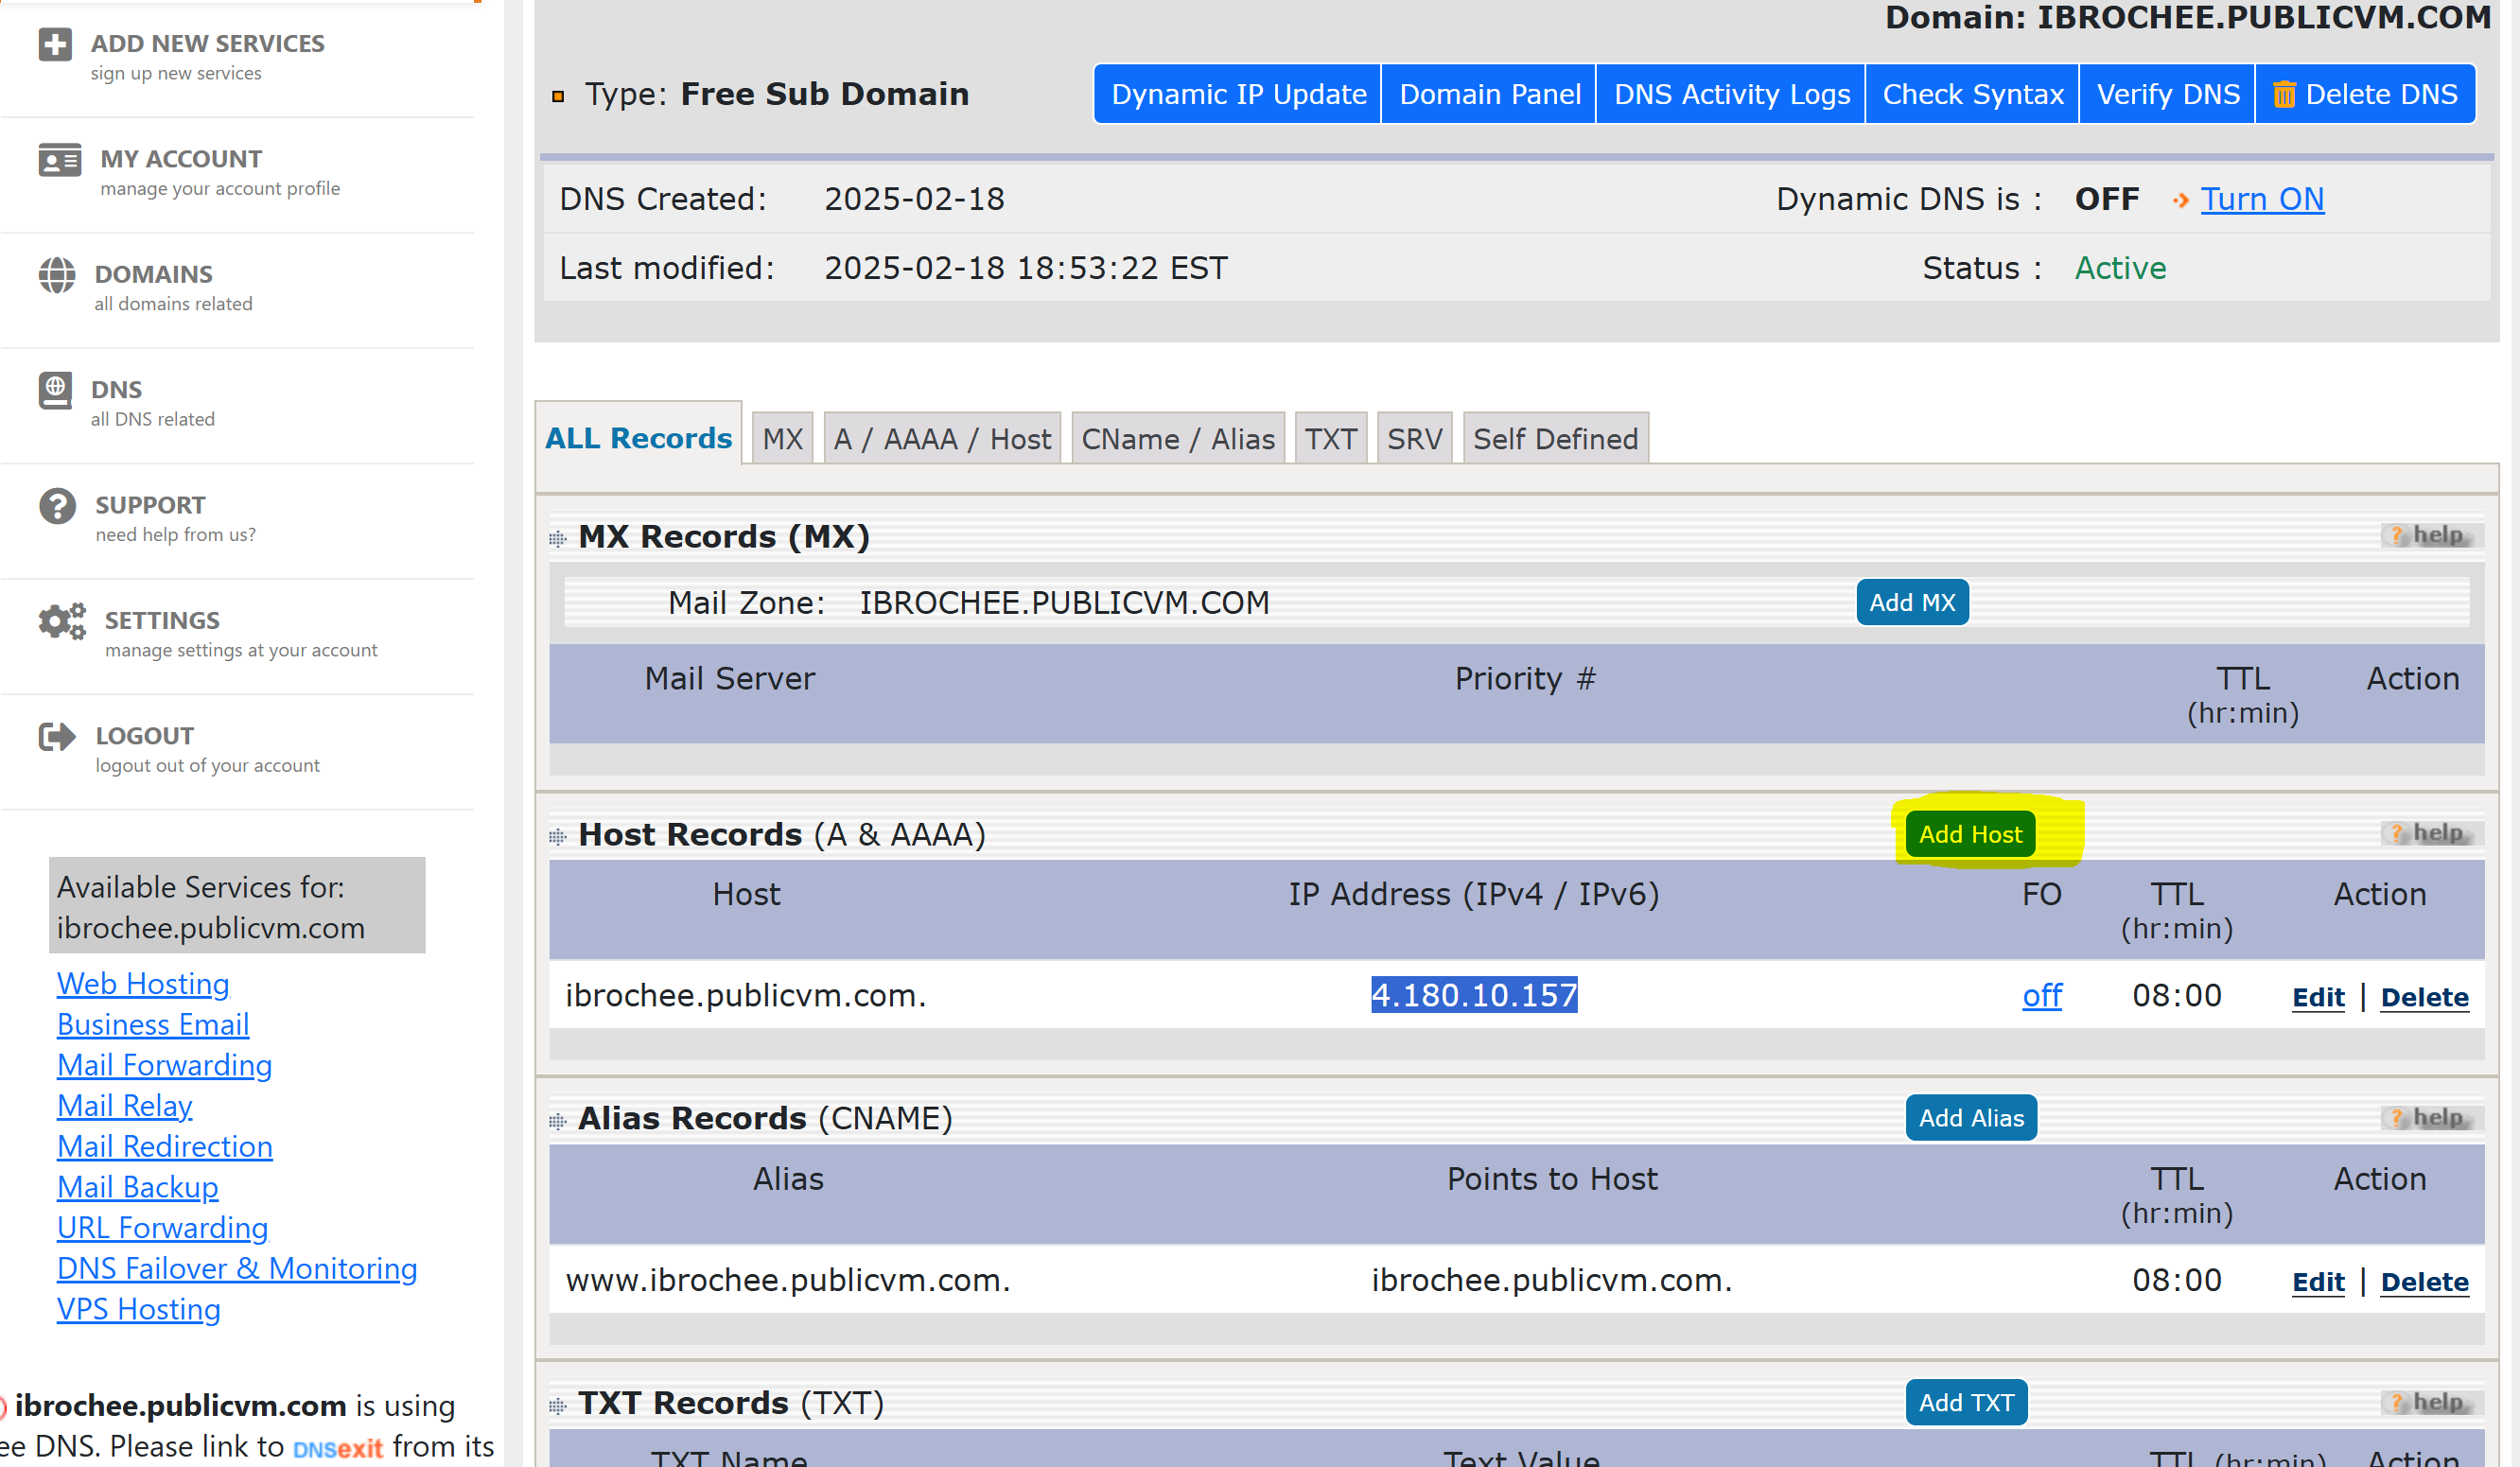 ADD NEW SERVICES
sign up new services
MY ACCOUNT
manage your account profile
DOMAINS
all domains related
DNS
all DNS related
SUPPORT
need help from us?
SETTINGS
manage settings at your account
LOGOUT
logout out of your account
Available Services for:
ibrochee.publicvm.com
Web Hosting
Business Email
Mail Forwarding
Mail Relay
Mail Redirection
Mail Backup
URL Forwarding
DNS Failover & Monitoring
VPS Hosting
ibrochee.publicvm.com is using
ee DNS. Please link to DNSexit from its
Domain: IBROCHEE.PUBLICVM.COM
Type: Free Sub Domain
Dynamic IP Update Domain Panel DNS Activity Logs Check Syntax Verify DNS Delete DNS
DNS Created: 2025-02-18 Dynamic DNS is : OFF Turn ON
Last modified: 2025-02-18 18:53:22 EST Status : Active
ALL Records MX A / AAAA / Host CName / Alias TXT SRV Self Defined
MX Records (MX) ? help
Mail Zone: IBROCHEE.PUBLICVM.COM Add MX
Mail Server Priority # TTL Action
(hr:min)
Host Records (A & AAAA) Add Host ? help
Host IP Address (IPv4 / IPv6) FO TTL Action
(hr:min)
ibrochee.publicvm.com. 4.180.10.157 off 08:00 Edit | Delete
Alias Records (CNAME) Add Alias ? help
Alias Points to Host TTL Action
(hr:min)
www.ibrochee.publicvm.com. ibrochee.publicvm.com. 08:00 Edit | Delete
TXT Records (TXT) Add TXT ? help
TXT Name Text Value TTL (hr:min) Action